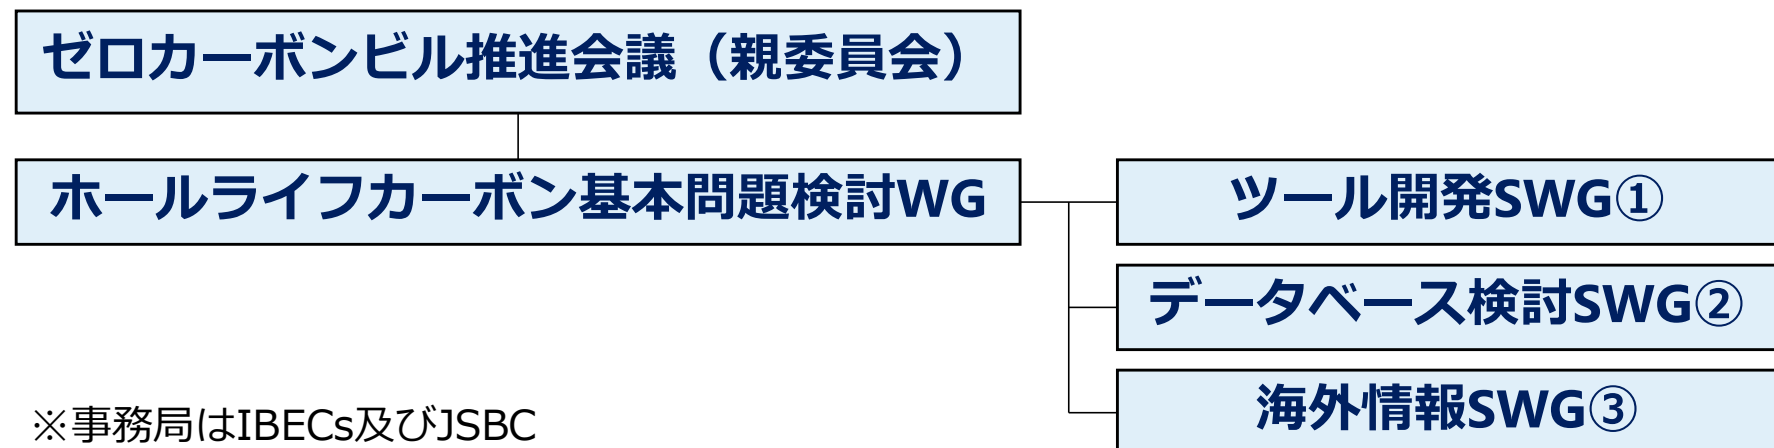 ゼロカーボンビル推進会議（親委員会）
ホールライフカーボン基本問題検討WG
ツール開発SWG①
データベース検討SWG②
海外情報SWG③
※事務局はIBECs及びJSBC